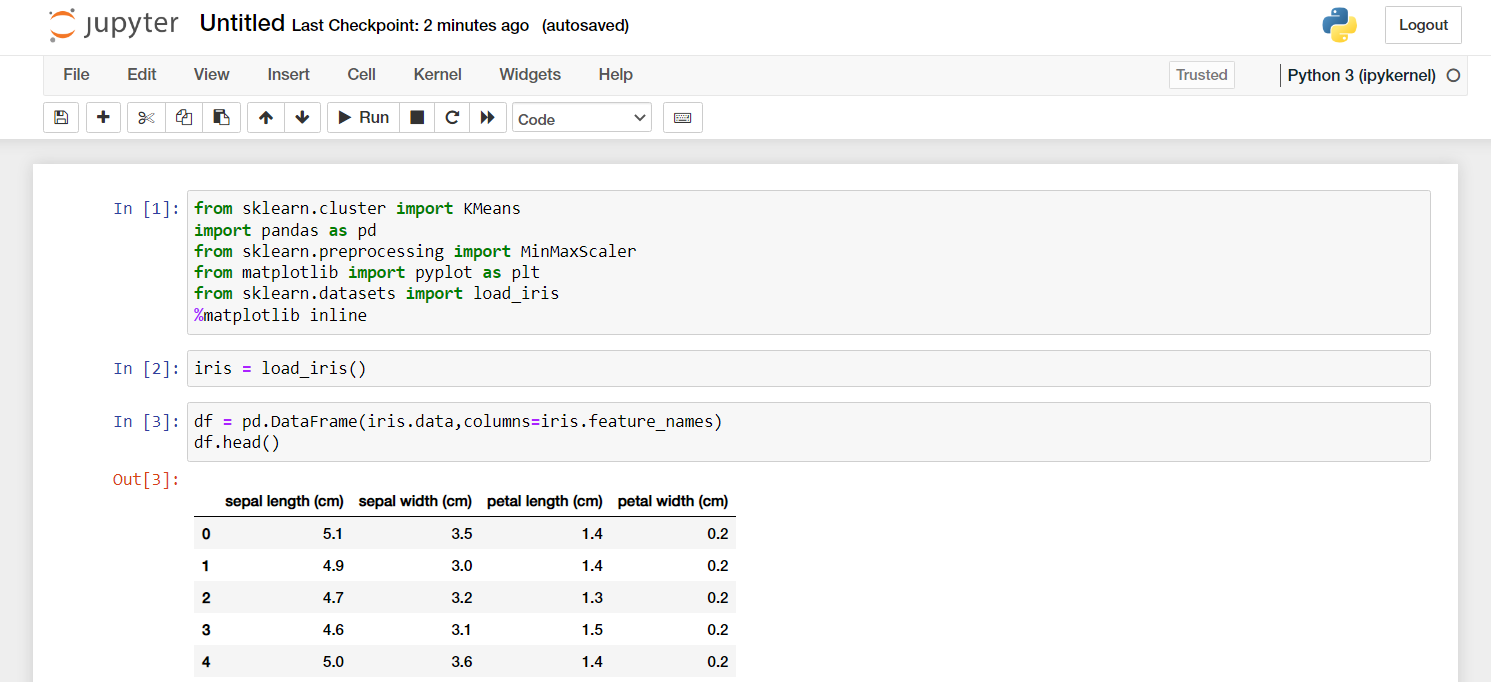 jupyter Untitled Last Checkpoint: 2 minutes ago (autosaved) Logout
File Edit View Insert Cell Kernel Widgets Help Trusted Python 3 (ipykernel)
Run Code
In [1]: from sklearn.cluster import KMeans
import pandas as pd
from sklearn.preprocessing import MinMaxScaler
from matplotlib import pyplot as plt
from sklearn.datasets import load_iris
%matplotlib inline
In [2]: iris = load_iris()
In [3]: df = pd.DataFrame(iris.data,columns=iris.feature_names)
df.head()
Out[3]:
sepal length (cm) sepal width (cm) petal length (cm) petal width (cm)
0 5.1 3.5 1.4 0.2
1 4.9 3.0 1.4 0.2
2 4.7 3.2 1.3 0.2
3 4.6 3.1 1.5 0.2
4 5.0 3.6 1.4 0.2